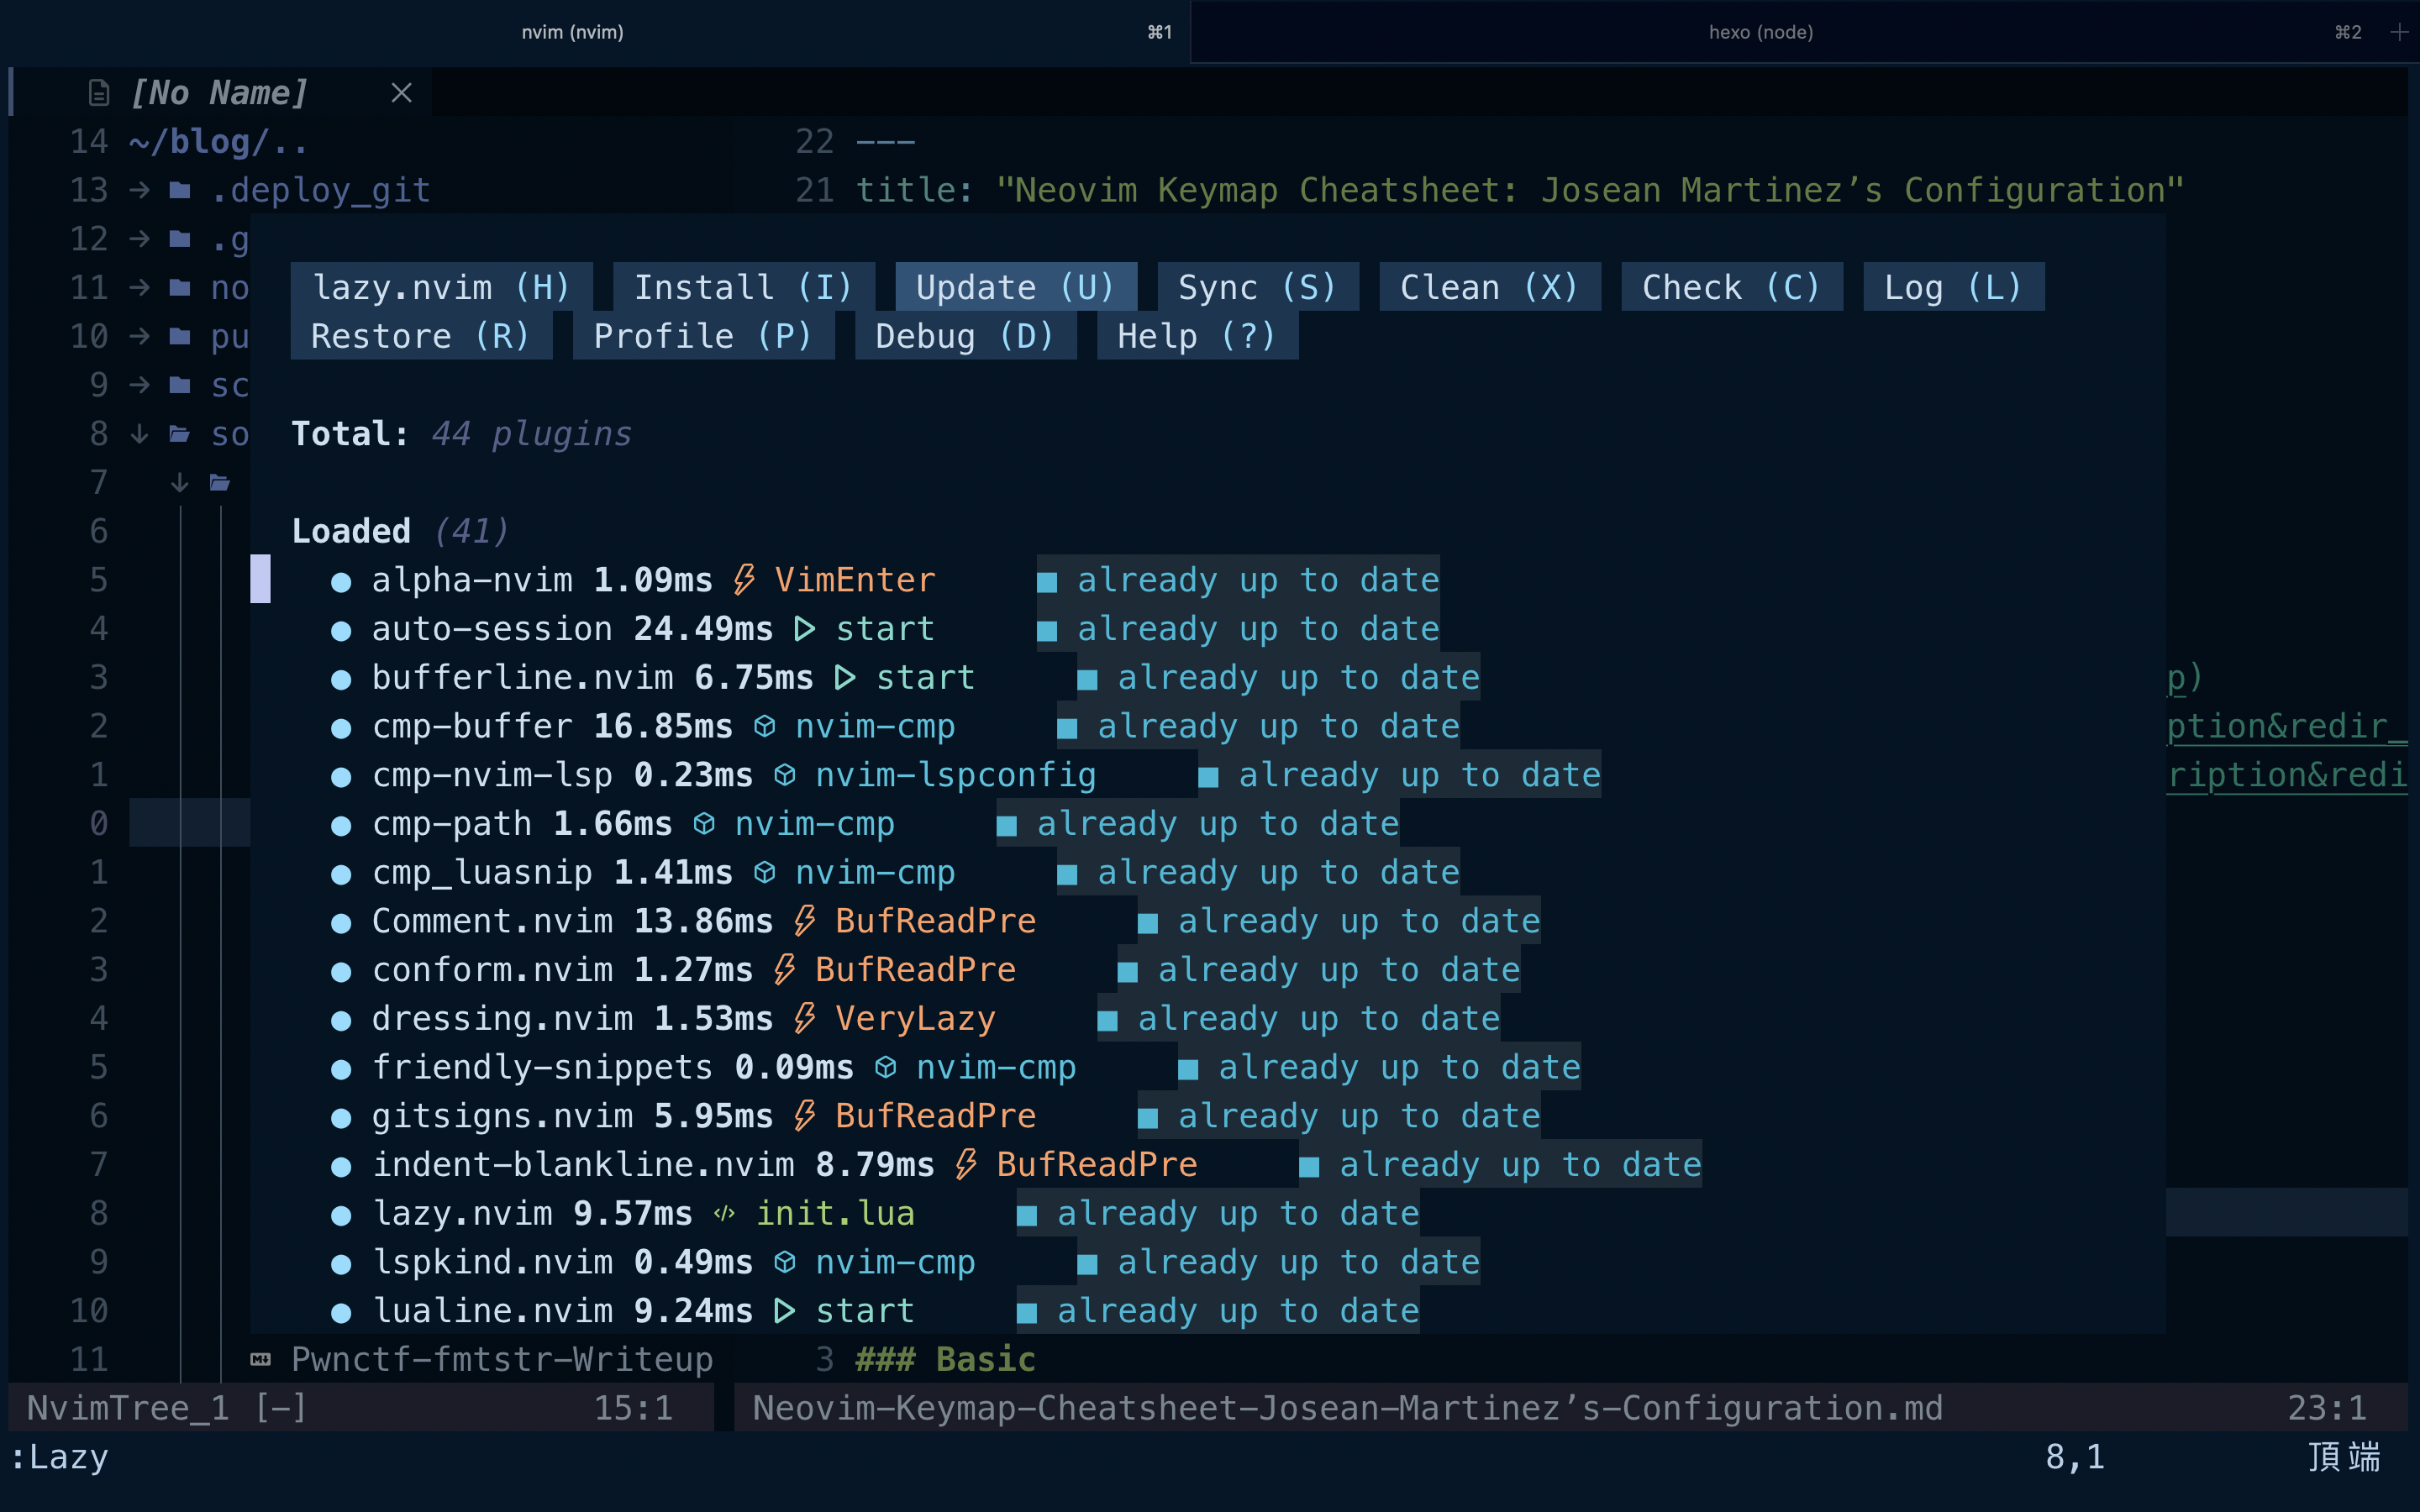 nvim (nvim) ⌘1 hexo (node) ⌘2 +
[No Name] ×
14 ~/blog/.. 22 ---
13 → .deploy_git 21 title: "Neovim Keymap Cheatsheet: Josean Martinez’s Configuration"
12 → .g
lazy.nvim (H) Install (I) Update (U) Sync (S) Clean (X) Check (C) Log (L)
11 → no
Restore (R) Profile (P) Debug (D) Help (?)
10 → pu
9 → sc
8 ↓ so Total: 44 plugins
7 ↓
6 Loaded (41)
5 ● alpha-nvim 1.09ms VimEnter ■ already up to date
4 ● auto-session 24.49ms start ■ already up to date
3 ● bufferline.nvim 6.75ms start ■ already up to date p)
2 ● cmp-buffer 16.85ms nvim-cmp ■ already up to date ption&redir_
1 ● cmp-nvim-lsp 0.23ms nvim-lspconfig ■ already up to date ription&redi
0 ● cmp-path 1.66ms nvim-cmp ■ already up to date
1 ● cmp_luasnip 1.41ms nvim-cmp ■ already up to date
2 ● Comment.nvim 13.86ms BufReadPre ■ already up to date
3 ● conform.nvim 1.27ms BufReadPre ■ already up to date
4 ● dressing.nvim 1.53ms VeryLazy ■ already up to date
5 ● friendly-snippets 0.09ms nvim-cmp ■ already up to date
6 ● gitsigns.nvim 5.95ms BufReadPre ■ already up to date
7 ● indent-blankline.nvim 8.79ms BufReadPre ■ already up to date
8 ● lazy.nvim 9.57ms </> init.lua ■ already up to date
9 ● lspkind.nvim 0.49ms nvim-cmp ■ already up to date
10 ● lualine.nvim 9.24ms start ■ already up to date
11 Pwnctf-fmtstr-Writeup 3 ### Basic
NvimTree_1 [-] 15:1 Neovim-Keymap-Cheatsheet-Josean-Martinez’s-Configuration.md 23:1
:Lazy 8,1 頂端